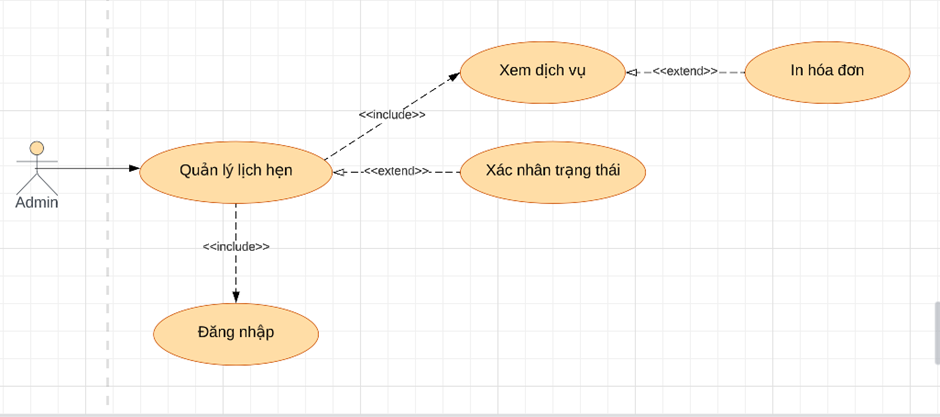 Xem dịch vụ
<<extend>>
In hóa đơn
<<include>>
Quản lý lịch hẹn
<<extend>>
Xác nhân trạng thái
Admin
<<include>>
Đăng nhập